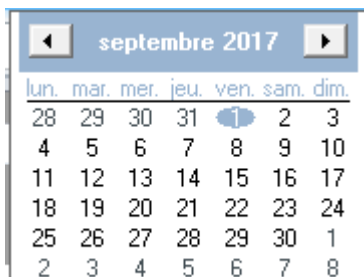 septembre 2017
lun. mar. mer. jeu. ven. sam. dim.
28 29 30 31 1 2 3
4 5 6 7 8 9 10
11 12 13 14 15 16 17
18 19 20 21 22 23 24
25 26 27 28 29 30 1
2 3 4 5 6 7 8